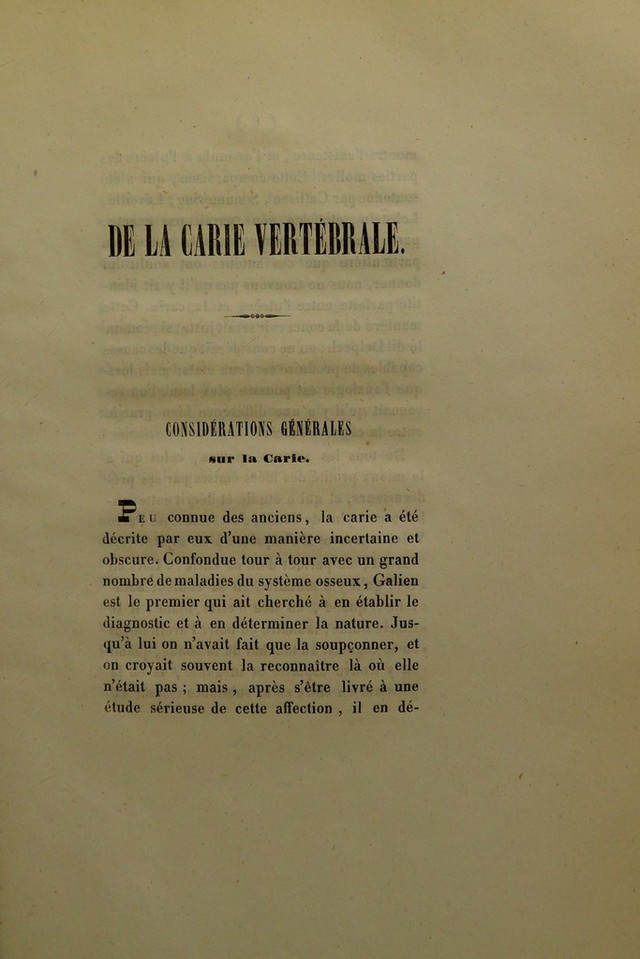 DE LA CARIE VERTÉBRALE.
CONSIDÉRATIONS GÉNÉRALES
sur la Carie.
PEU connue des anciens, la carie a été
décrite par eux d'une manière incertaine et
obscure. Confondue tour à tour avec un grand
nombre de maladies du système osseux, Galien
est le premier qui ait cherché à en établir le
diagnostic et à en déterminer la nature. Jus-
qu'à lui on n'avait fait que la soupçonner, et
on croyait souvent la reconnaître là où elle
n'était pas ; mais, après s'être livré à une
étude sérieuse de cette affection, il en dé-